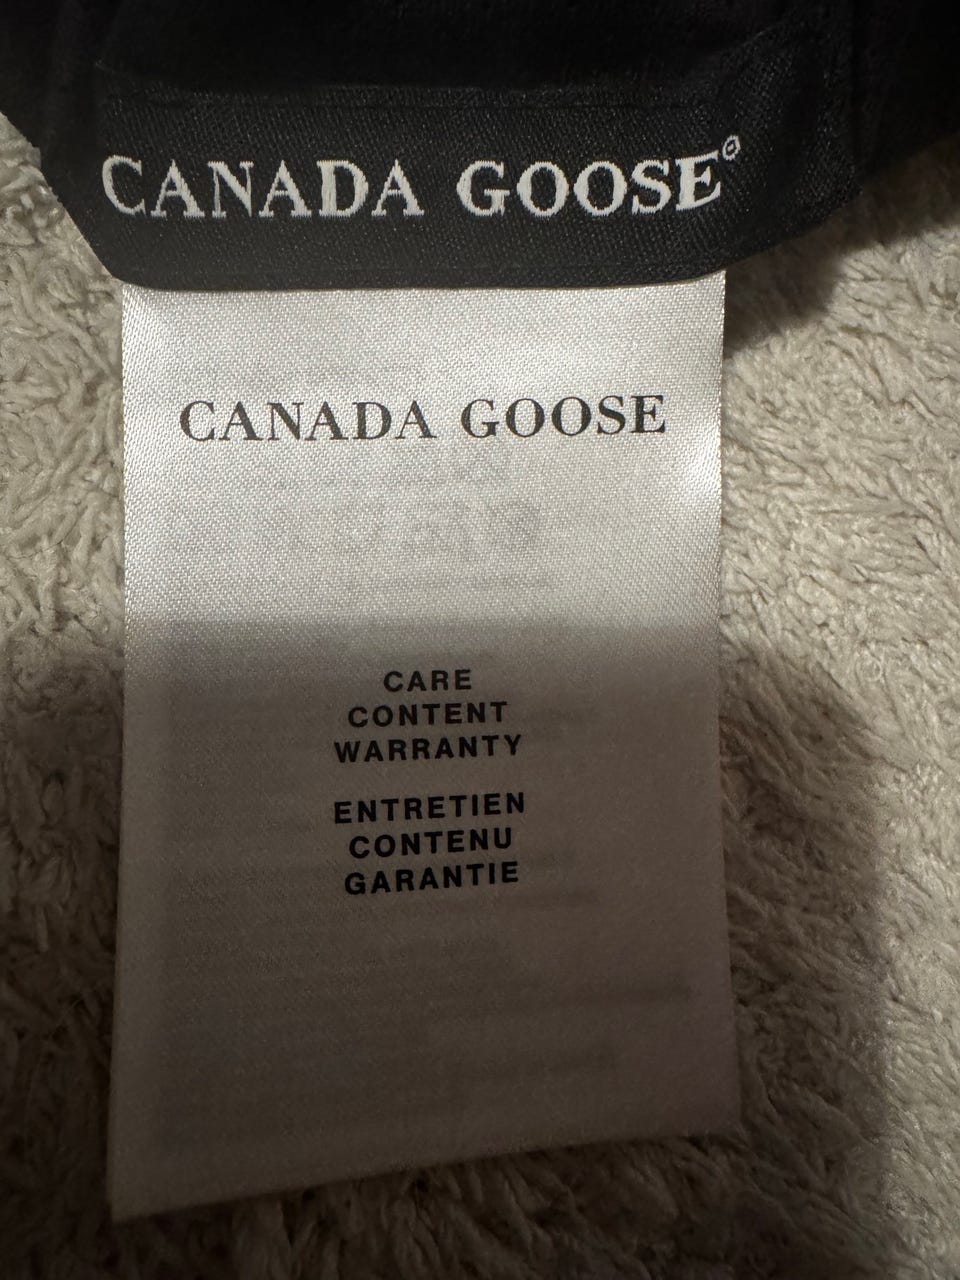 CANADA GOOSE®
CANADA GOOSE
CARE
CONTENT
WARRANTY
ENTRETIEN
CONTENU
GARANTIE